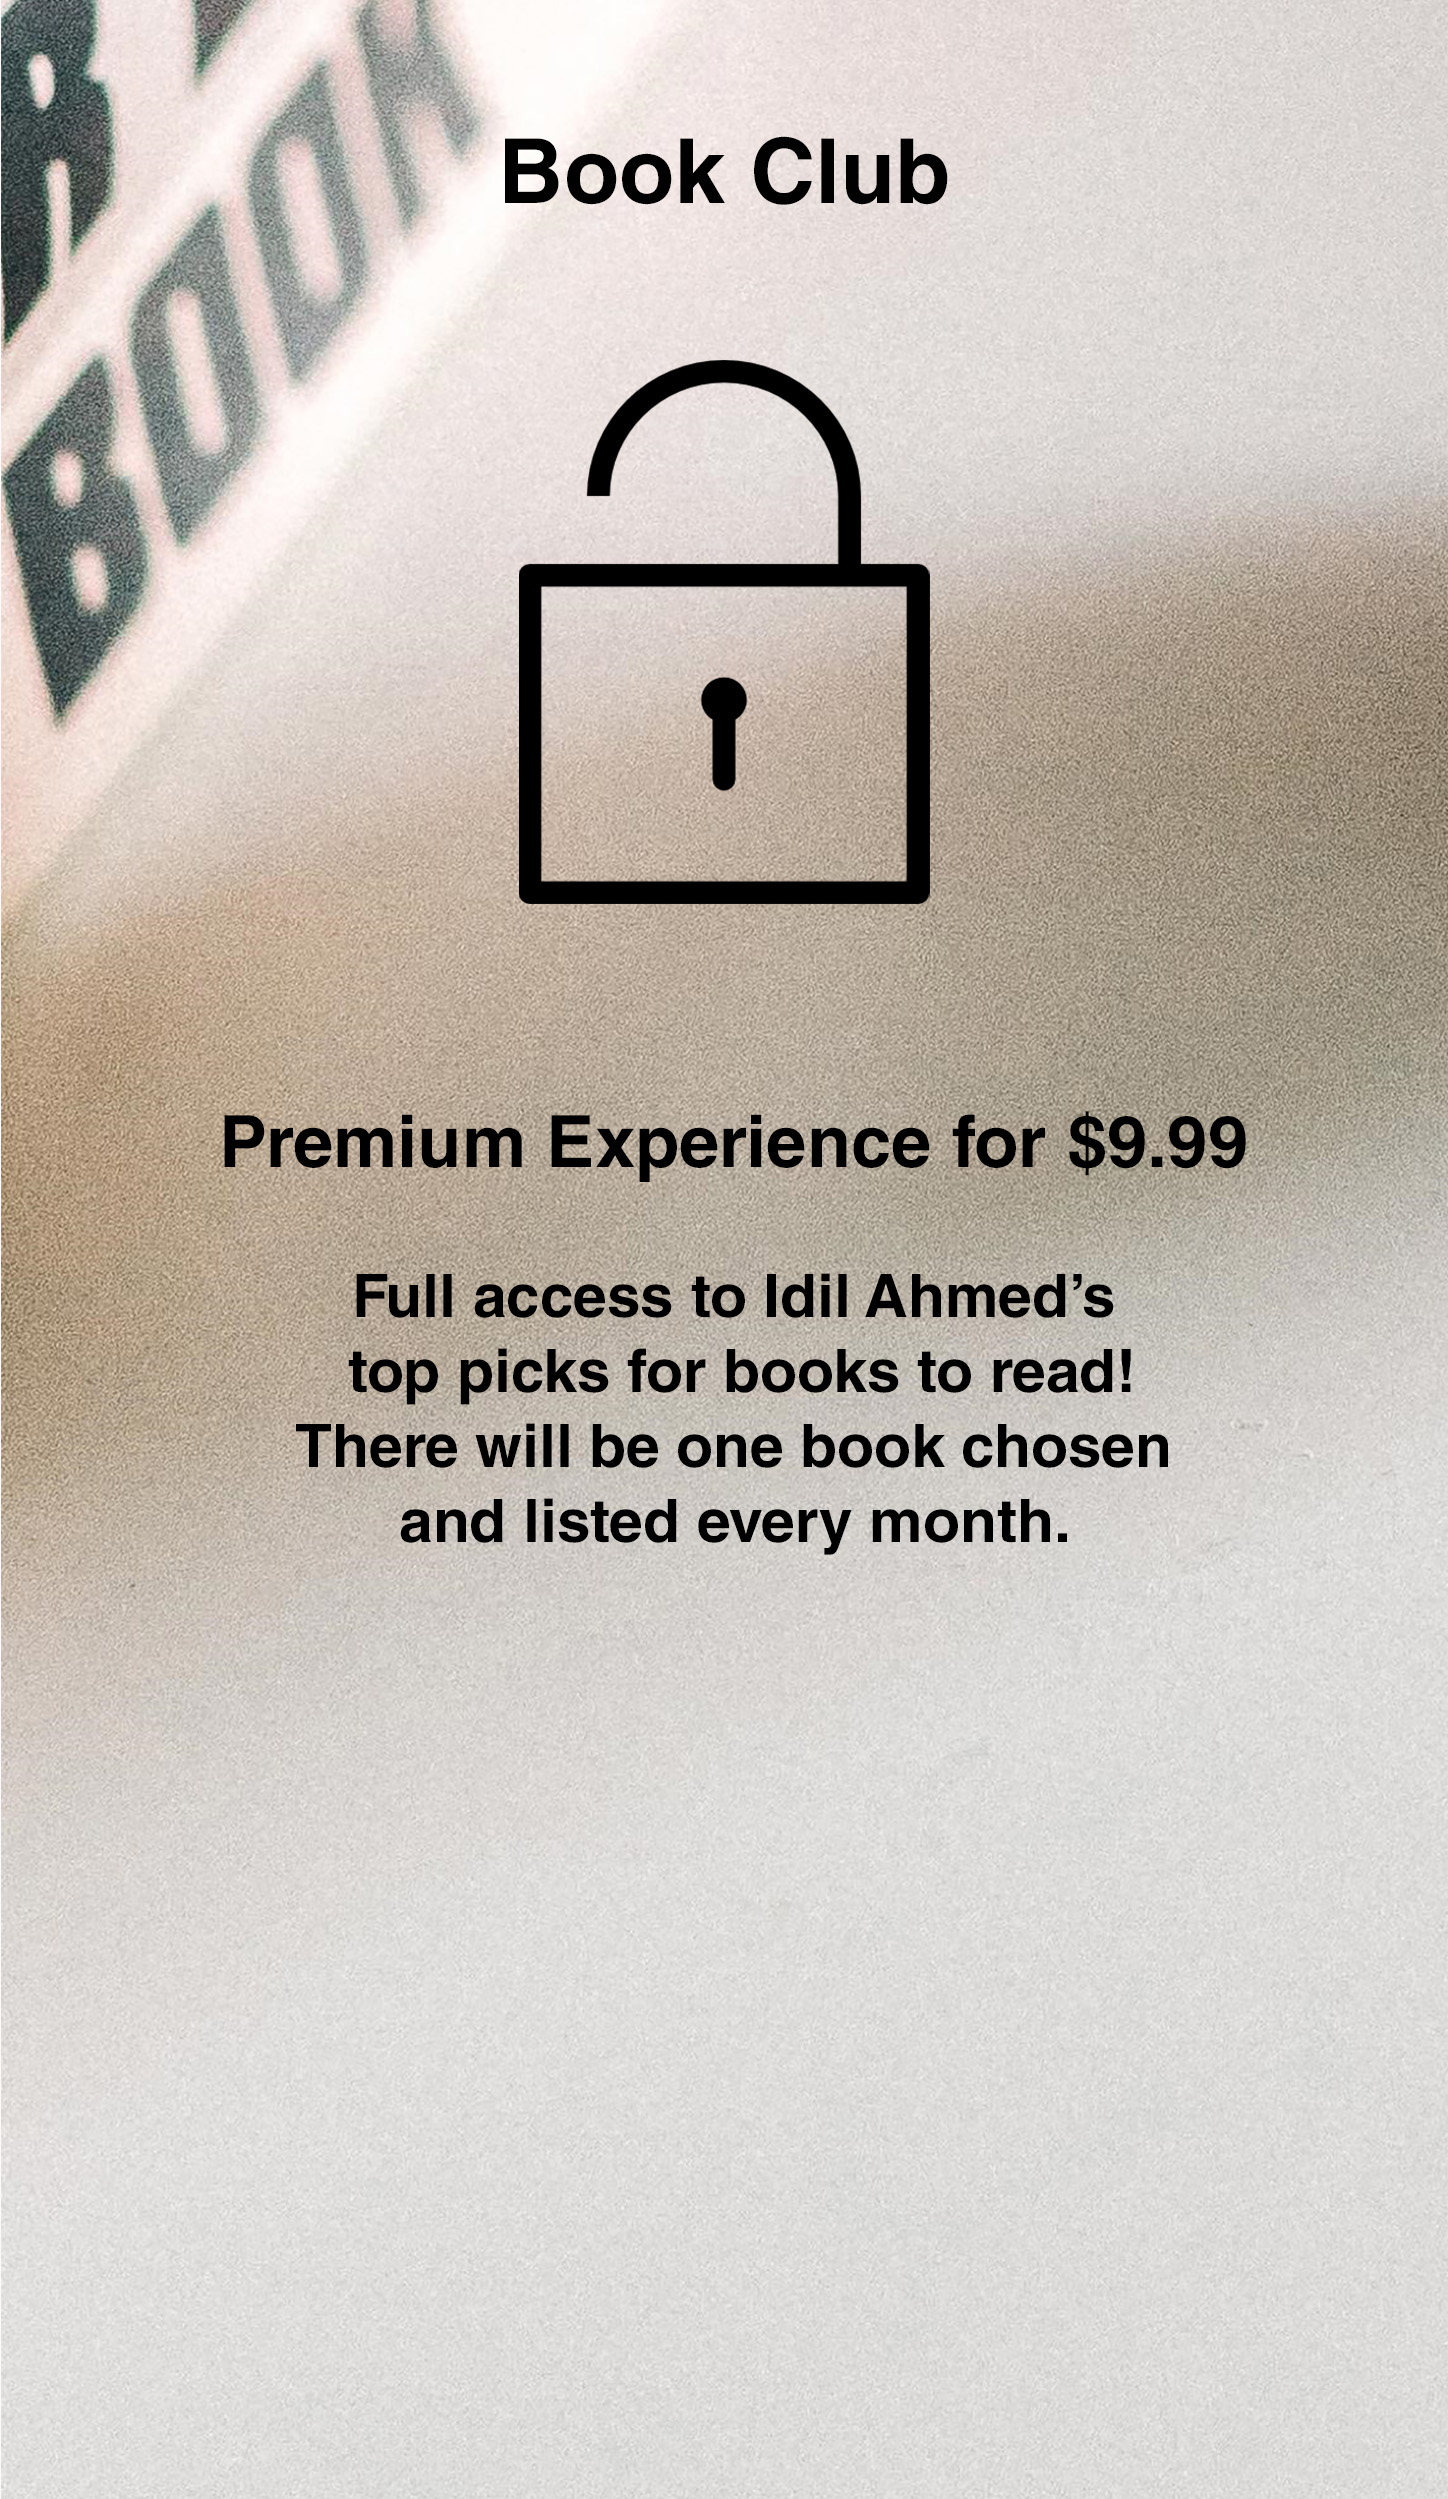 BOOK
Book Club
Premium Experience for $9.99
Full access to Idil Ahmed’s
top picks for books to read!
There will be one book chosen
and listed every month.